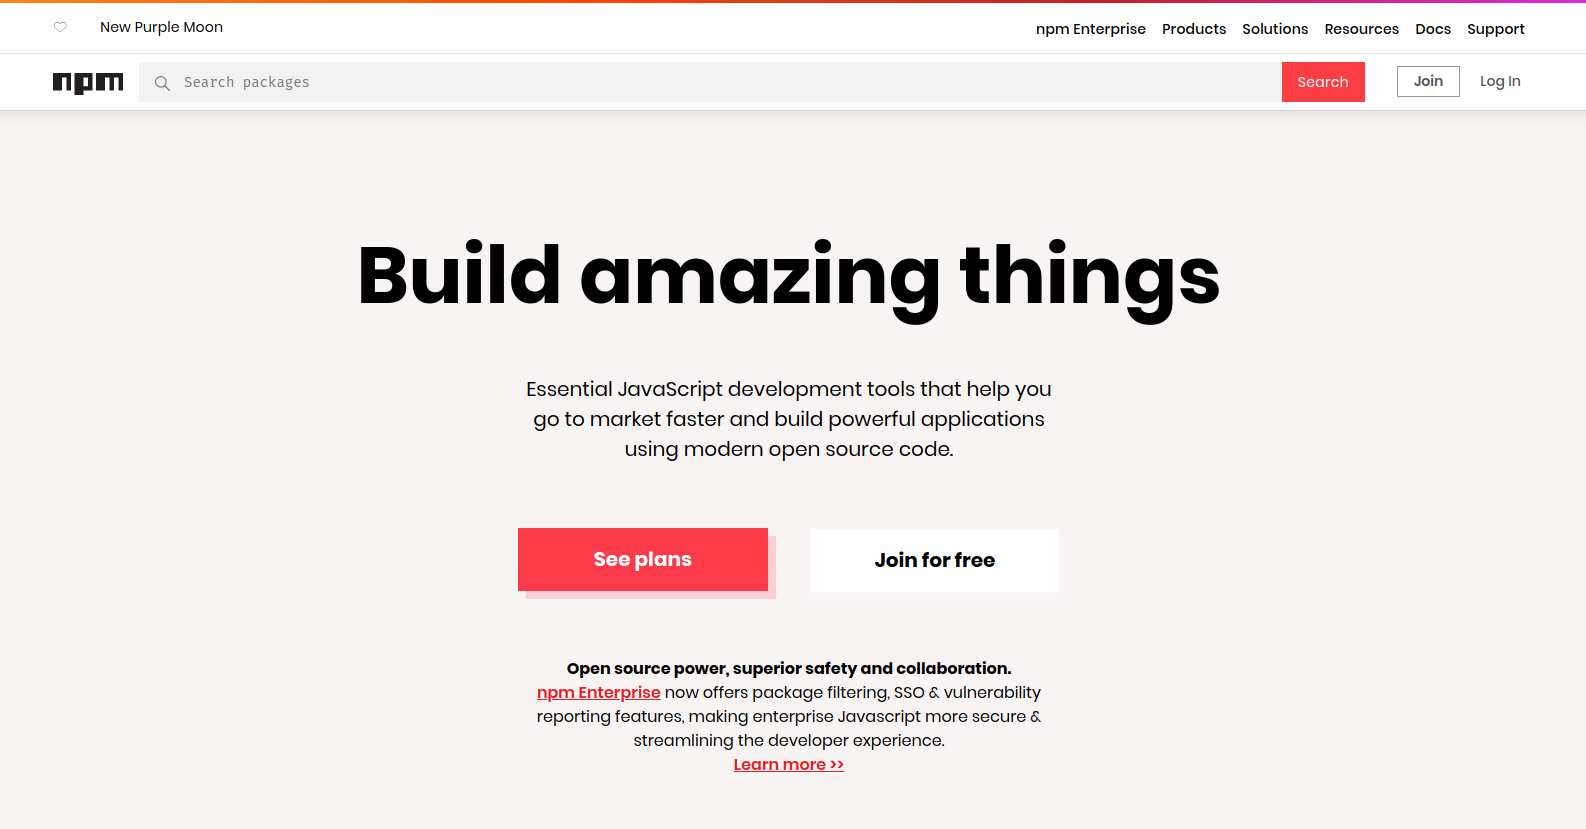 New Purple Moon
npm Enterprise Products Solutions Resources Docs Support
npm Search packages Search Join Log In
Build amazing things
Essential JavaScript development tools that help you
go to market faster and build powerful applications
using modern open source code.
See plans Join for free
Open source power, superior safety and collaboration.
npm Enterprise now offers package filtering, SSO & vulnerability
reporting features, making enterprise Javascript more secure &
streamlining the developer experience.
Learn more >>